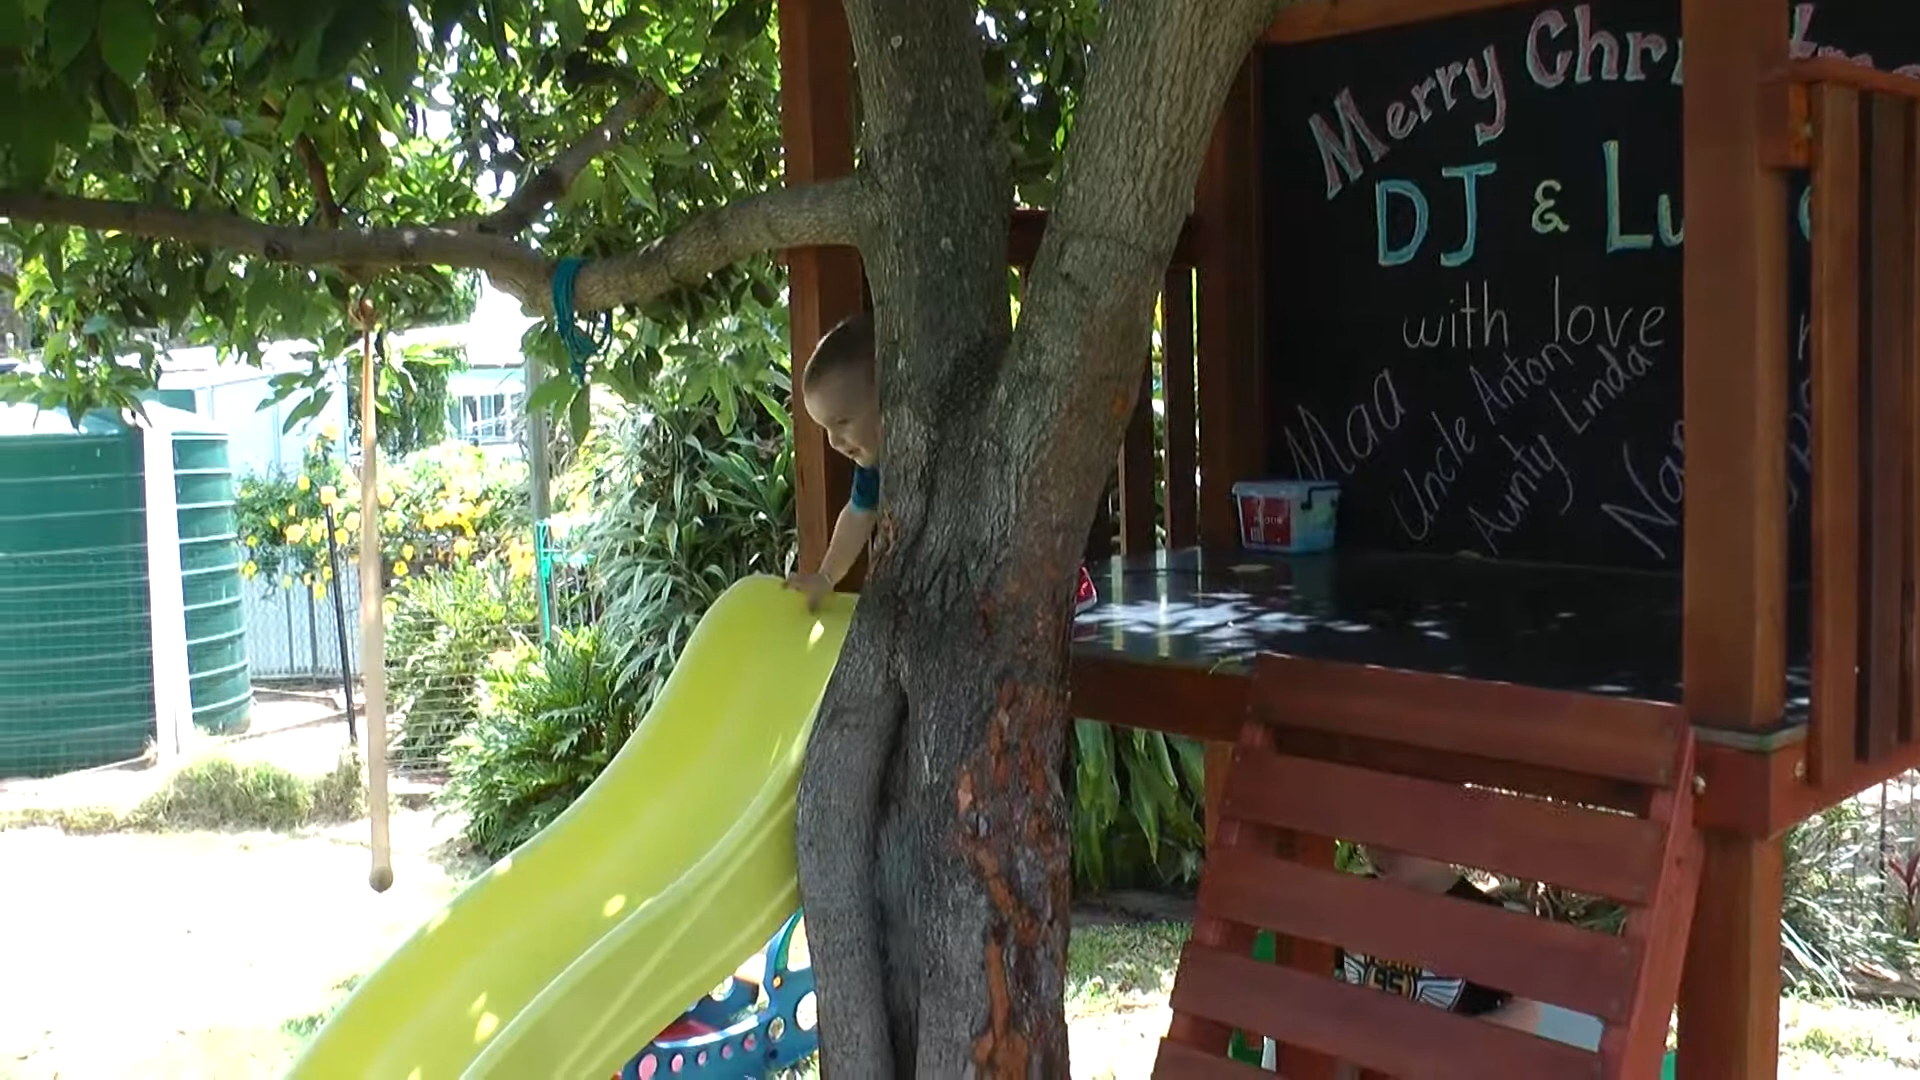 Merry Chr
DJ & Lu
with love
Maa
Uncle Anton
Aunty Linda